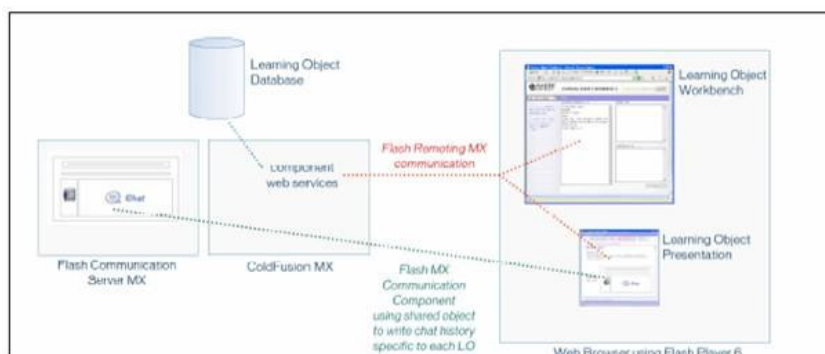 Learning Object
Database
Learning Object
Workbench
Flash Remoting MX
communication
component
web services
Chat
Chat
Learning Object
Presentation
Flash Communication
Server MX
ColdFusion MX
Flash MX
Communication
Component
using shared object
to write chat history
specific to each LO
Web Browser using Flash Player 6